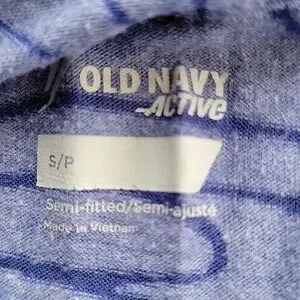 OLD NAVY
ACTIVE
S/P
Semi-fitted/Semi-ajusté
Made in Vietnam